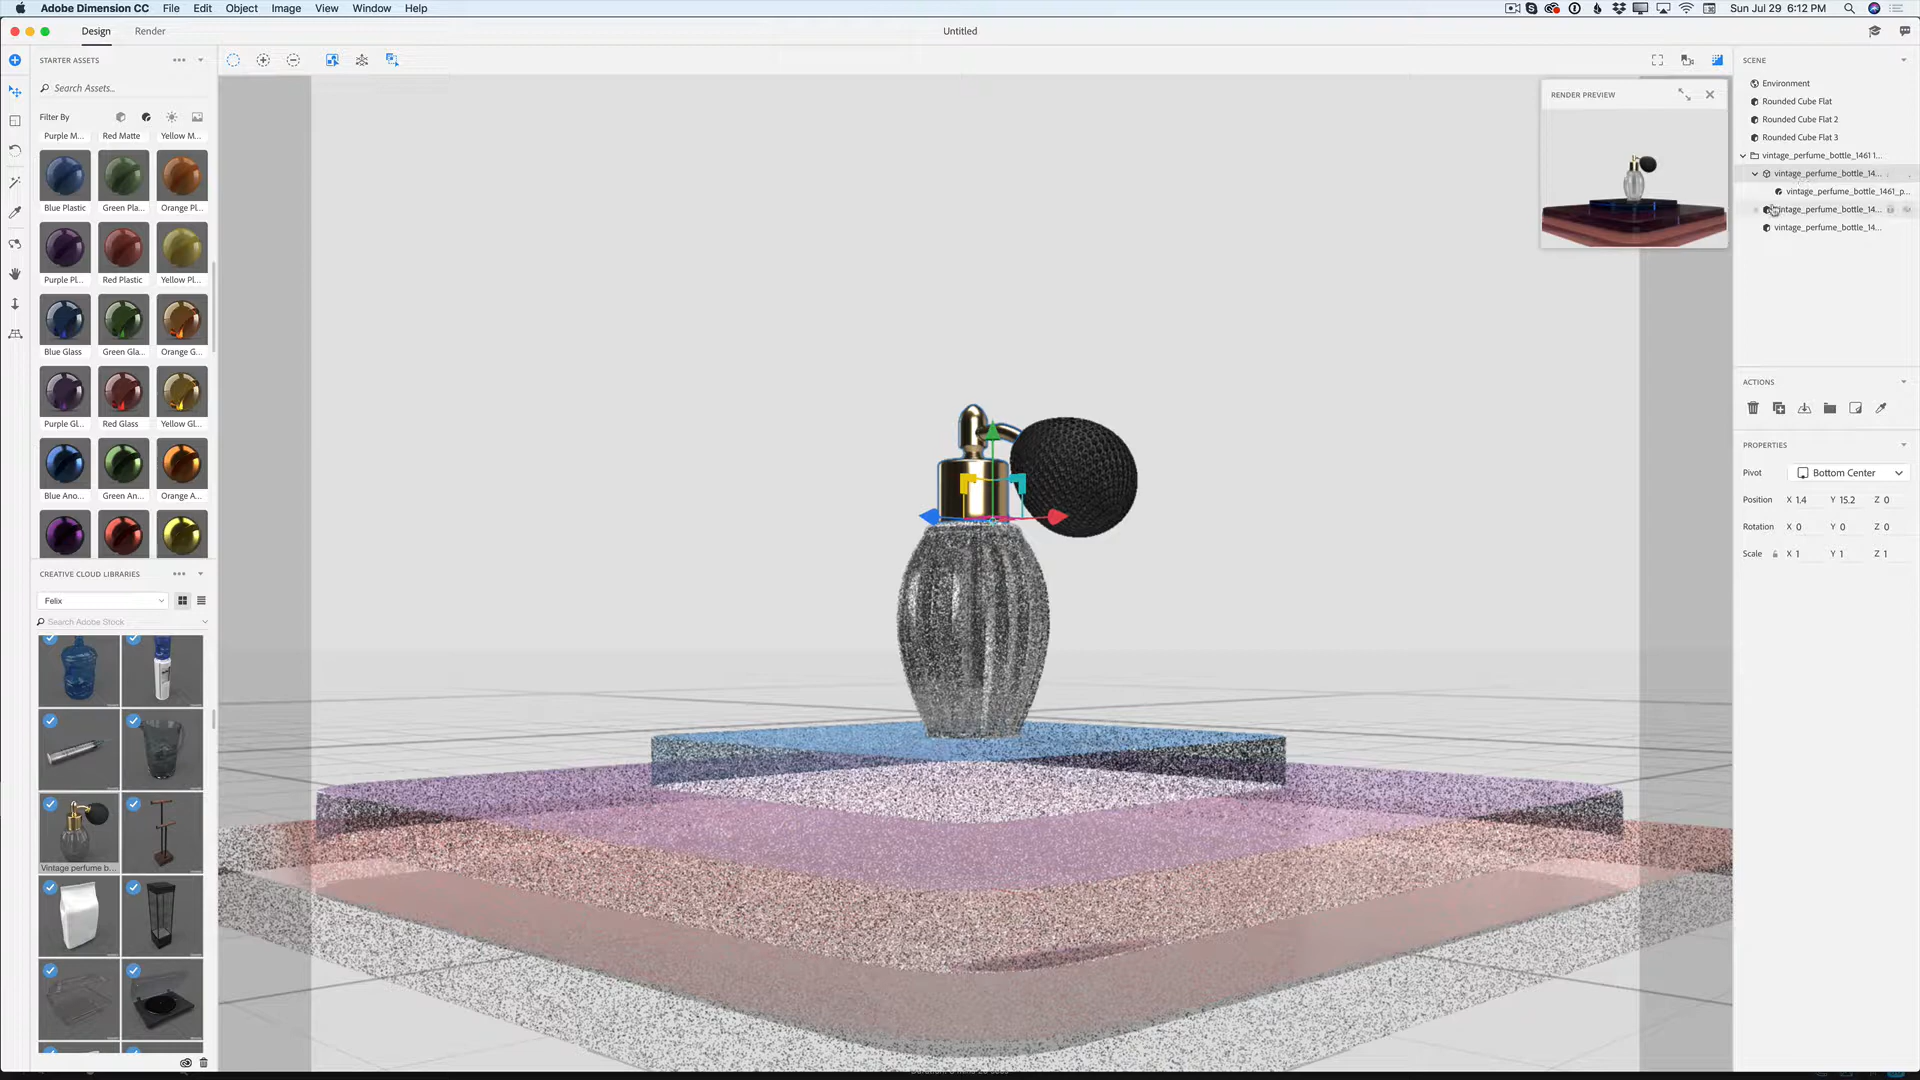 Adobe Dimension CC File Edit Object Image View Window Help
Sun Jul 29 6:12 PM
Design Render
Untitled
STARTER ASSETS
Search Assets..
Filter By
Purple M... Red Matte Yellow M...
Blue Plastic Green Pla... Orange Pl...
Purple Pl... Red Plastic Yellow Pl...
Blue Glass Green Gla... Orange G...
Purple Gl... Red Glass Yellow Gl...
Blue Ano... Green An... Orange A...
CREATIVE CLOUD LIBRARIES
Felix
Search Adobe Stock
Vintage perfume b...
RENDER PREVIEW
SCENE
Environment
Rounded Cube Flat
Rounded Cube Flat 2
Rounded Cube Flat 3
vintage_perfume_bottle_1461 1...
vintage_perfume_bottle_14...
vintage_perfume_bottle_1461_p...
vintage_perfume_bottle_14...
vintage_perfume_bottle_14...
ACTIONS
PROPERTIES
Pivot Bottom Center
Position X 1.4 Y 15.2 Z 0
Rotation X 0 Y 0 Z 0
Scale X 1 Y 1 Z 1